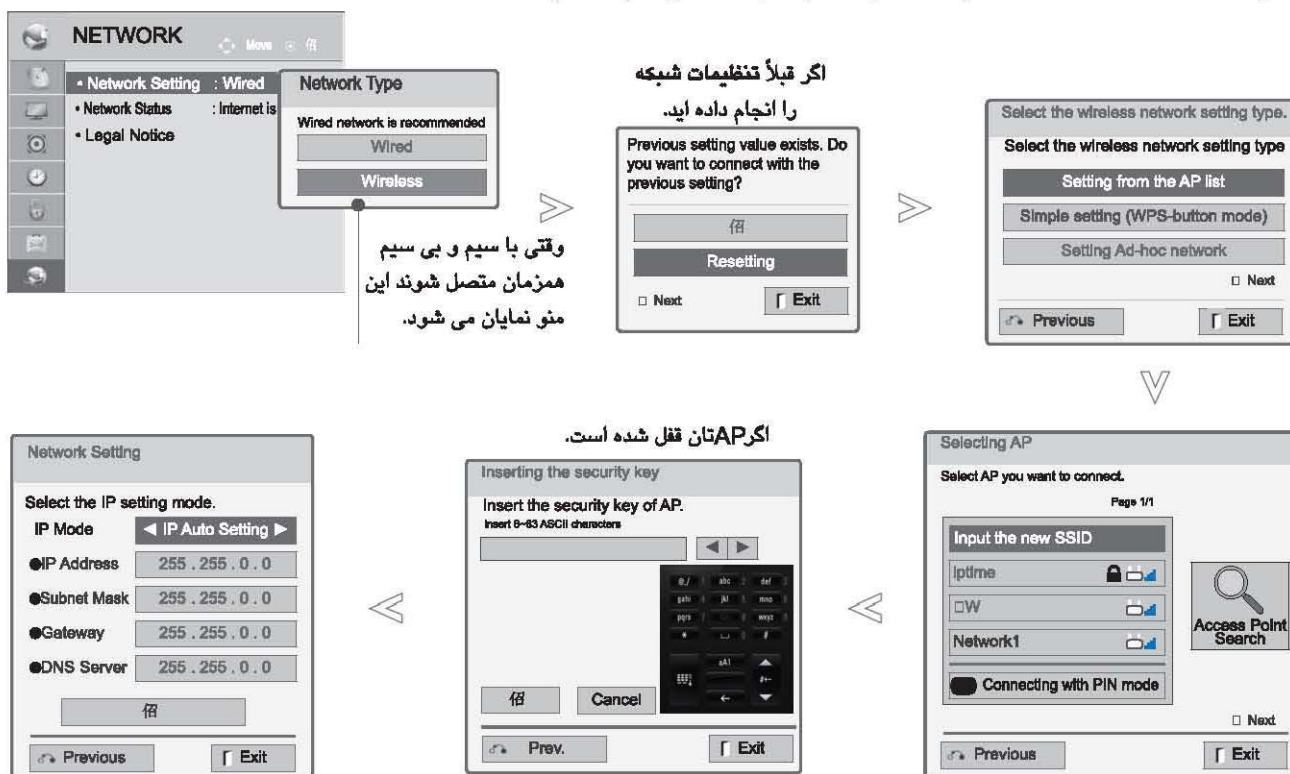 NETWORK
Move 佰
• Network Setting : Wired
• Network Status : Internet is
• Legal Notice
Network Type
Wired network is recommended
Wired
Wireless
وقتی با سیم و بی سیم
همزمان متصل شوند این
منو نمایان می شود.
اگر قبلاً تنظیمات شبکه
را انجام داده اید.
Previous setting value exists. Do
you want to connect with the
previous setting?
佰
Resetting
Next Exit
Select the wireless network setting type.
Select the wireless network setting type
Setting from the AP list
Simple setting (WPS-button mode)
Setting Ad-hoc network
Next
Previous Exit
Selecting AP
Select AP you want to connect.
Page 1/1
Input the new SSID
iptime
W
Network1
Connecting with PIN mode
Access Point
Search
Next
Previous Exit
اگرAPتان قفل شده است.
Inserting the security key
Insert the security key of AP.
Insert 8~63 ASCII characters
abc def
jkl mno
pqrs wxyz
* #
aA1
佰 Cancel
Prev. Exit
Network Setting
Select the IP setting mode.
IP Mode ◀ IP Auto Setting ▶
●IP Address 255 . 255 . 0 . 0
●Subnet Mask 255 . 255 . 0 . 0
●Gateway 255 . 255 . 0 . 0
●DNS Server 255 . 255 . 0 . 0
佰
Previous Exit